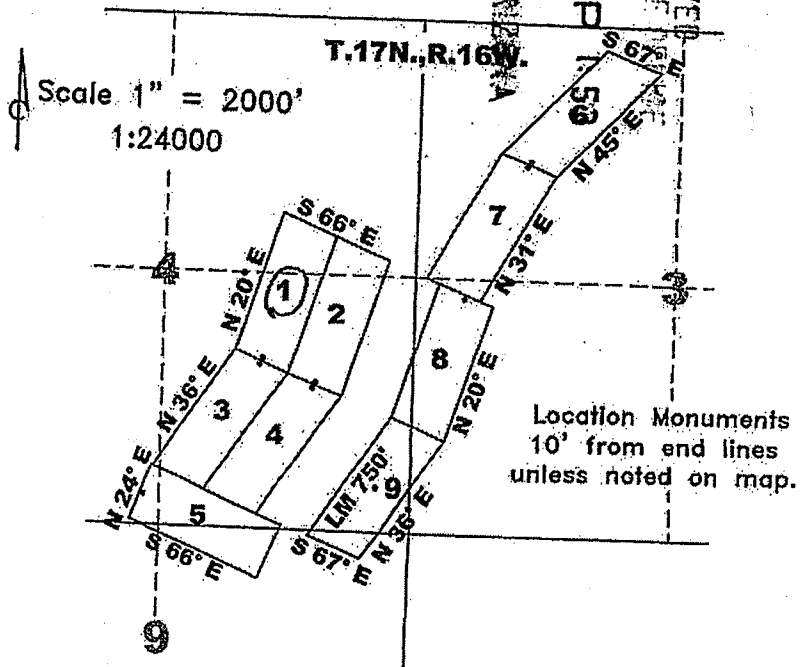 T.17N.,R.16W.
S 67° E
Scale 1" = 2000'
1:24000
N 45° E
7
S 66° E
N 31° E
4
3
N 20° E
1
2
8
N 20° E
N 36° E
3
4
Location Monuments
10' from end lines
unless noted on map.
N 24° E
LM 750'
9
N 36° E
5
S 66° E
S 67° E
9